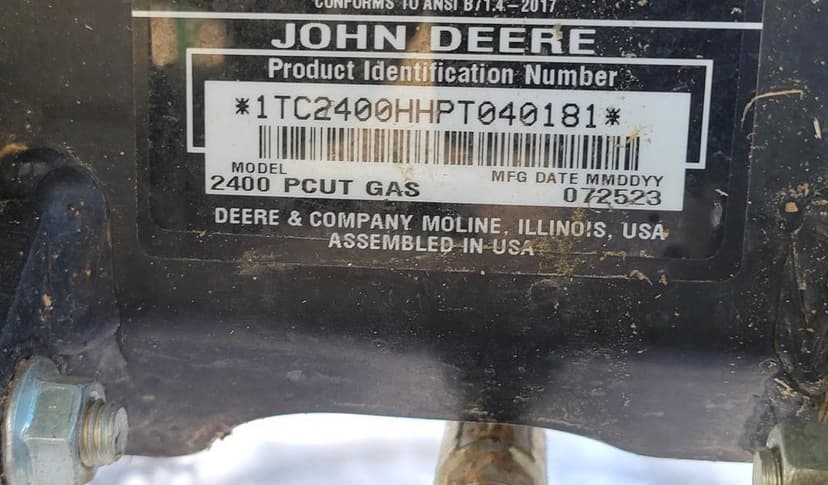 CONFORMS TO ANSI B71.4-2017
JOHN DEERE
Product Identification Number
*1TC2400HHPT040181*
MODEL MFG DATE MMDDYY
2400 PCUT GAS 072523
DEERE & COMPANY MOLINE, ILLINOIS, USA
ASSEMBLED IN USA